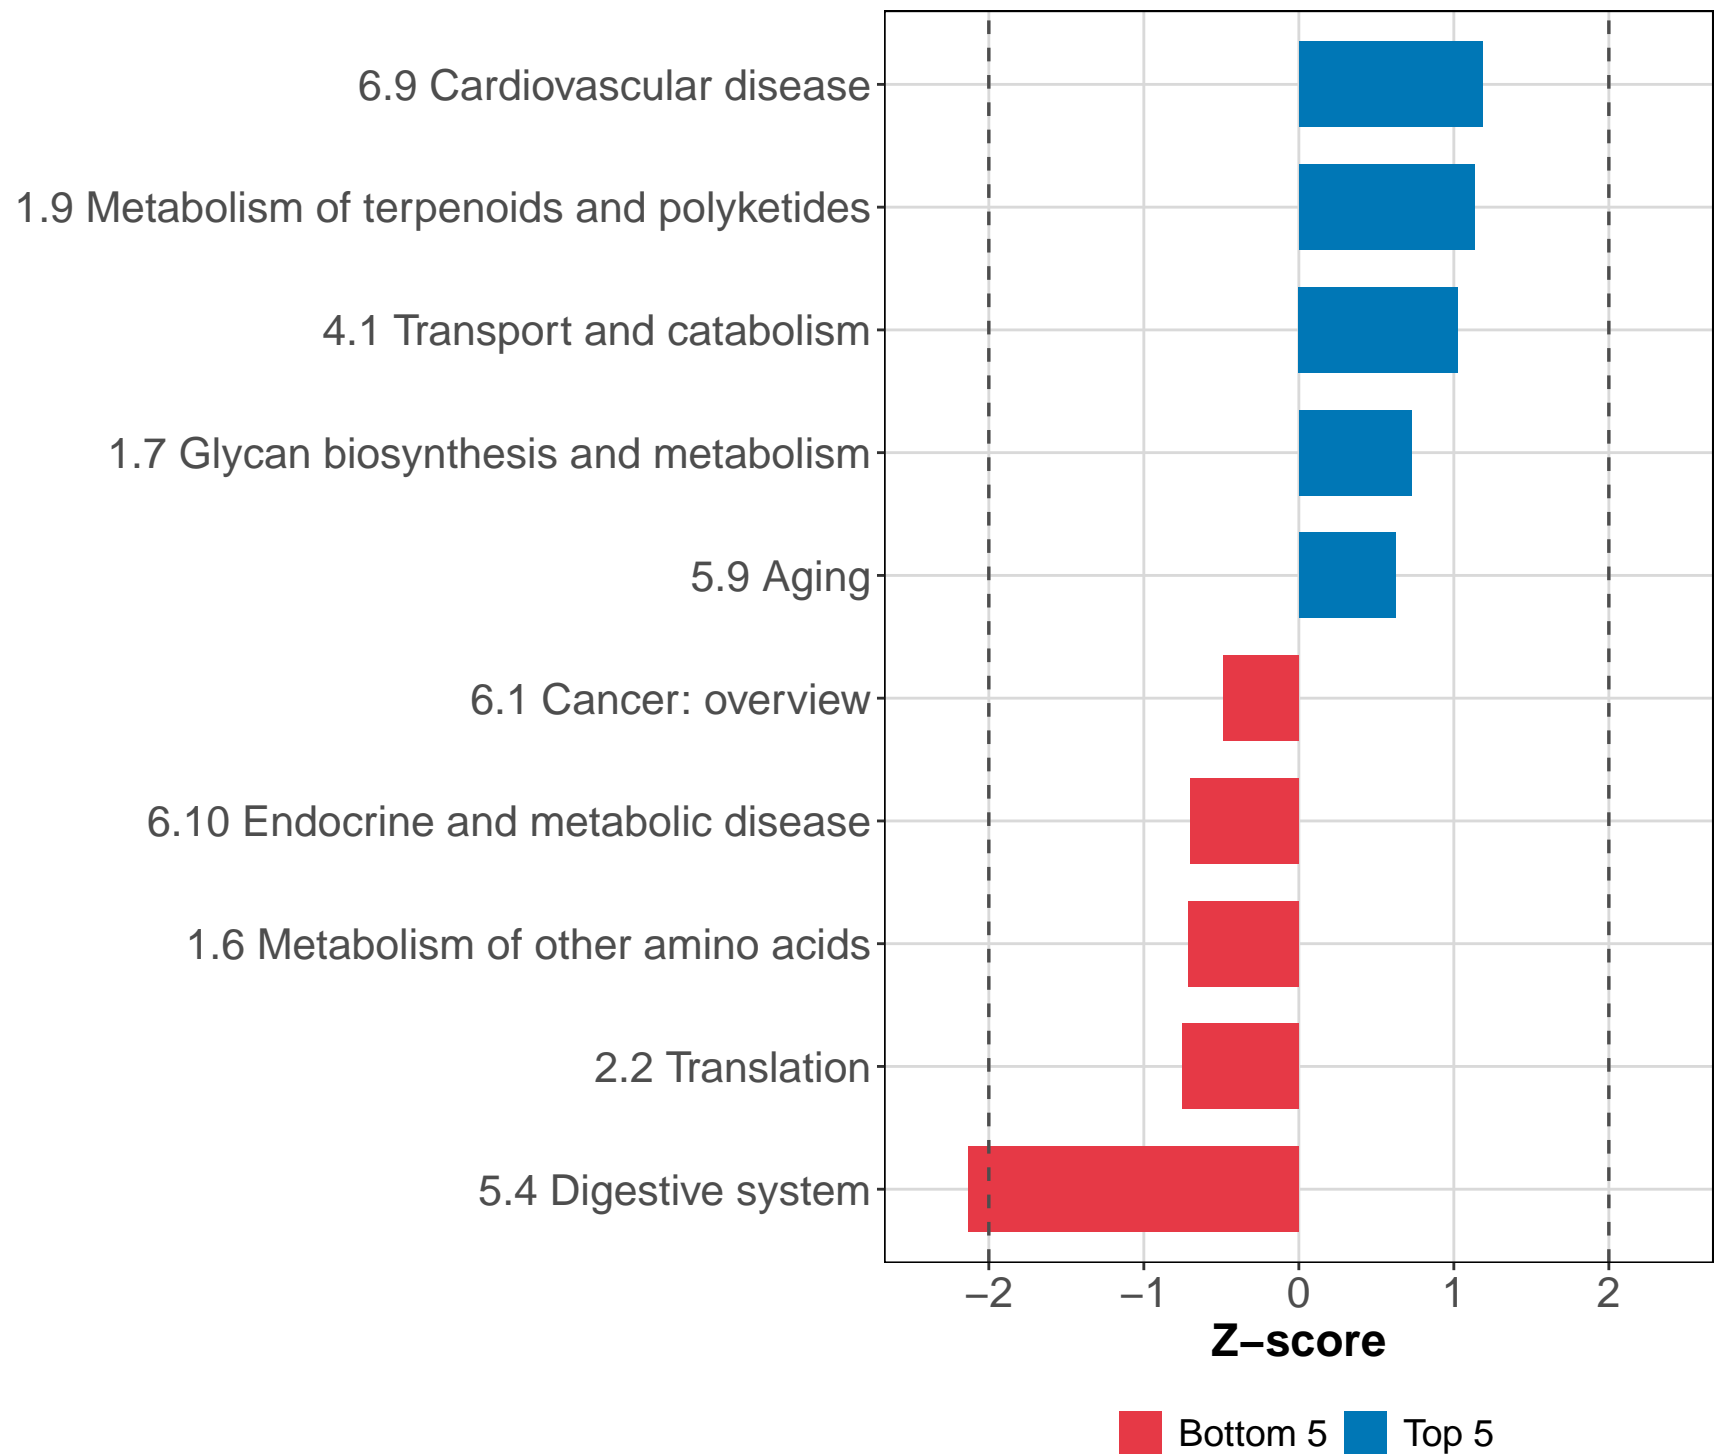 6.9 Cardiovascular disease
1.9 Metabolism of terpenoids and polyketides
4.1 Transport and catabolism
1.7 Glycan biosynthesis and metabolism
5.9 Aging
6.1 Cancer: overview
6.10 Endocrine and metabolic disease
1.6 Metabolism of other amino acids
2.2 Translation
5.4 Digestive system
−2 −1 0 1 2
Z−score
Bottom 5 Top 5